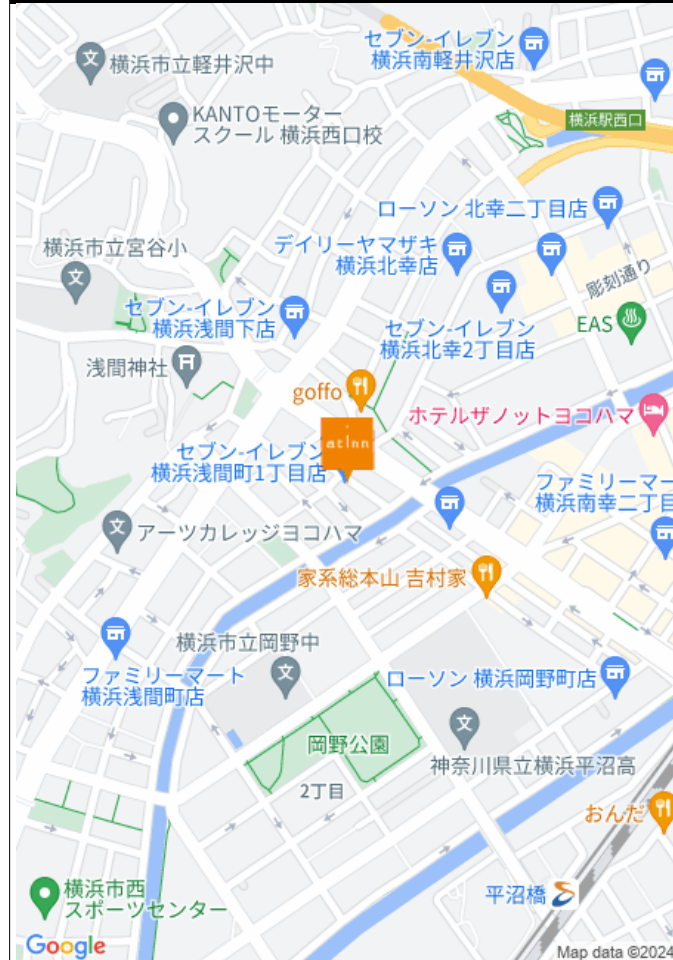 セブン-イレブン
横浜南軽井沢店
横浜市立軽井沢中
KANTOモーター
スクール 横浜西口校
横浜駅西口
ローソン 北幸二丁目店
デイリーヤマザキ
横浜北幸店
横浜市立宮谷小
彫刻通り
セブン-イレブン
横浜浅間下店
EAS
セブン-イレブン
横浜北幸2丁目店
浅間神社
goffo
ホテルザノットヨコハマ
at inn
セブン-イレブン
横浜浅間町1丁目店
ファミリーマー
横浜南幸二丁目
アーツカレッジヨコハマ
家系総本山 吉村家
横浜市立岡野中
ファミリーマート
横浜浅間町店
ローソン 横浜岡野町店
岡野公園
神奈川県立横浜平沼高
2丁目
おんだ
横浜市西
スポーツセンター
平沼橋
Google
Map data ©2024